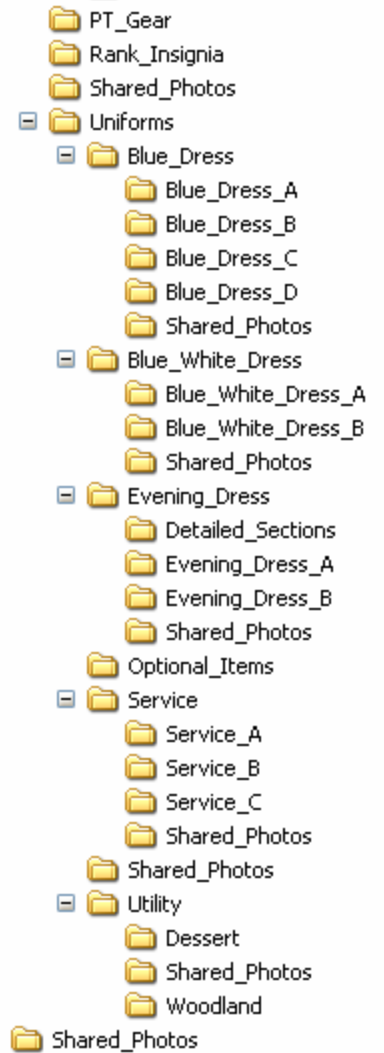 PT_Gear
Rank_Insignia
Shared_Photos
Uniforms
Blue_Dress
Blue_Dress_A
Blue_Dress_B
Blue_Dress_C
Blue_Dress_D
Shared_Photos
Blue_White_Dress
Blue_White_Dress_A
Blue_White_Dress_B
Shared_Photos
Evening_Dress
Detailed_Sections
Evening_Dress_A
Evening_Dress_B
Shared_Photos
Optional_Items
Service
Service_A
Service_B
Service_C
Shared_Photos
Shared_Photos
Utility
Dessert
Shared_Photos
Woodland
Shared_Photos